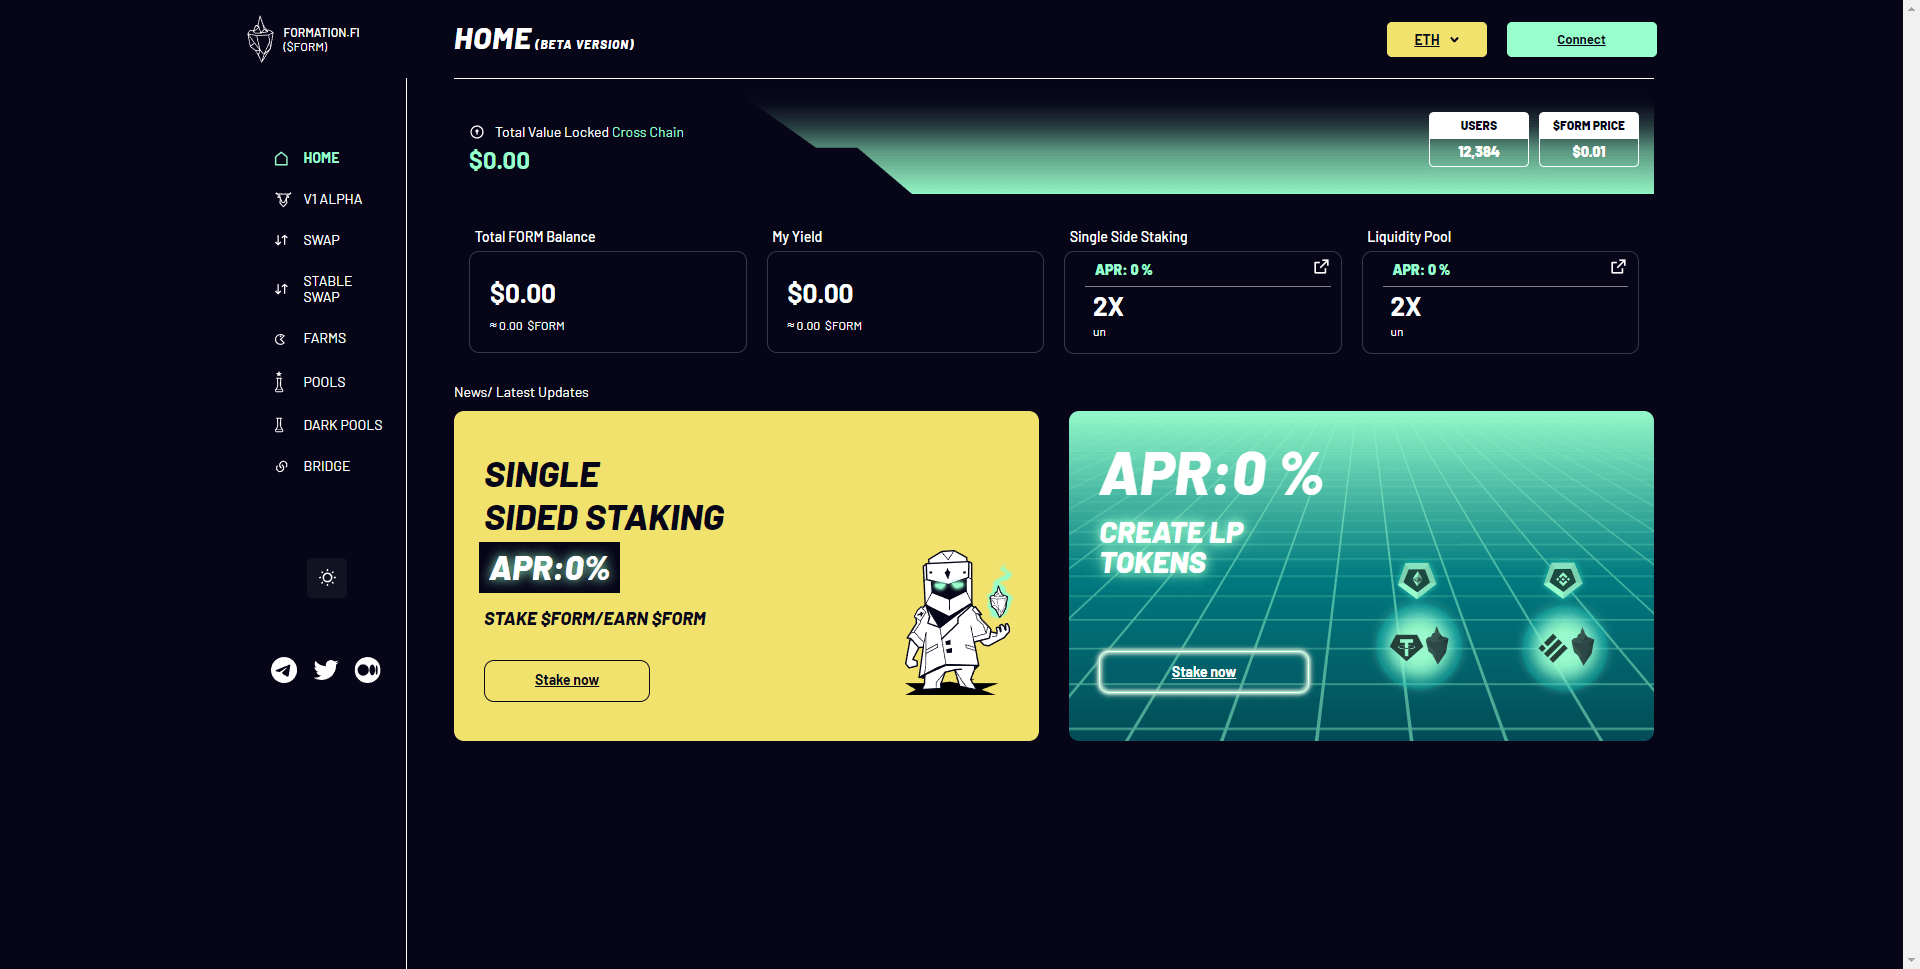 FORMATION.FI
($FORM)
HOME (BETA VERSION)
ETH
Connect
HOME
V1 ALPHA
SWAP
STABLE
SWAP
FARMS
POOLS
DARK POOLS
BRIDGE
Total Value Locked Cross Chain
$0.00
USERS
12,384
$FORM PRICE
$0.01
Total FORM Balance
$0.00
≈ 0.00 $FORM
My Yield
$0.00
≈ 0.00 $FORM
Single Side Staking
APR: 0 %
2X
un
Liquidity Pool
APR: 0 %
2X
un
News/ Latest Updates
SINGLE
SIDED STAKING
APR:0%
STAKE $FORM/EARN $FORM
Stake now
APR:0 %
CREATE LP
TOKENS
Stake now